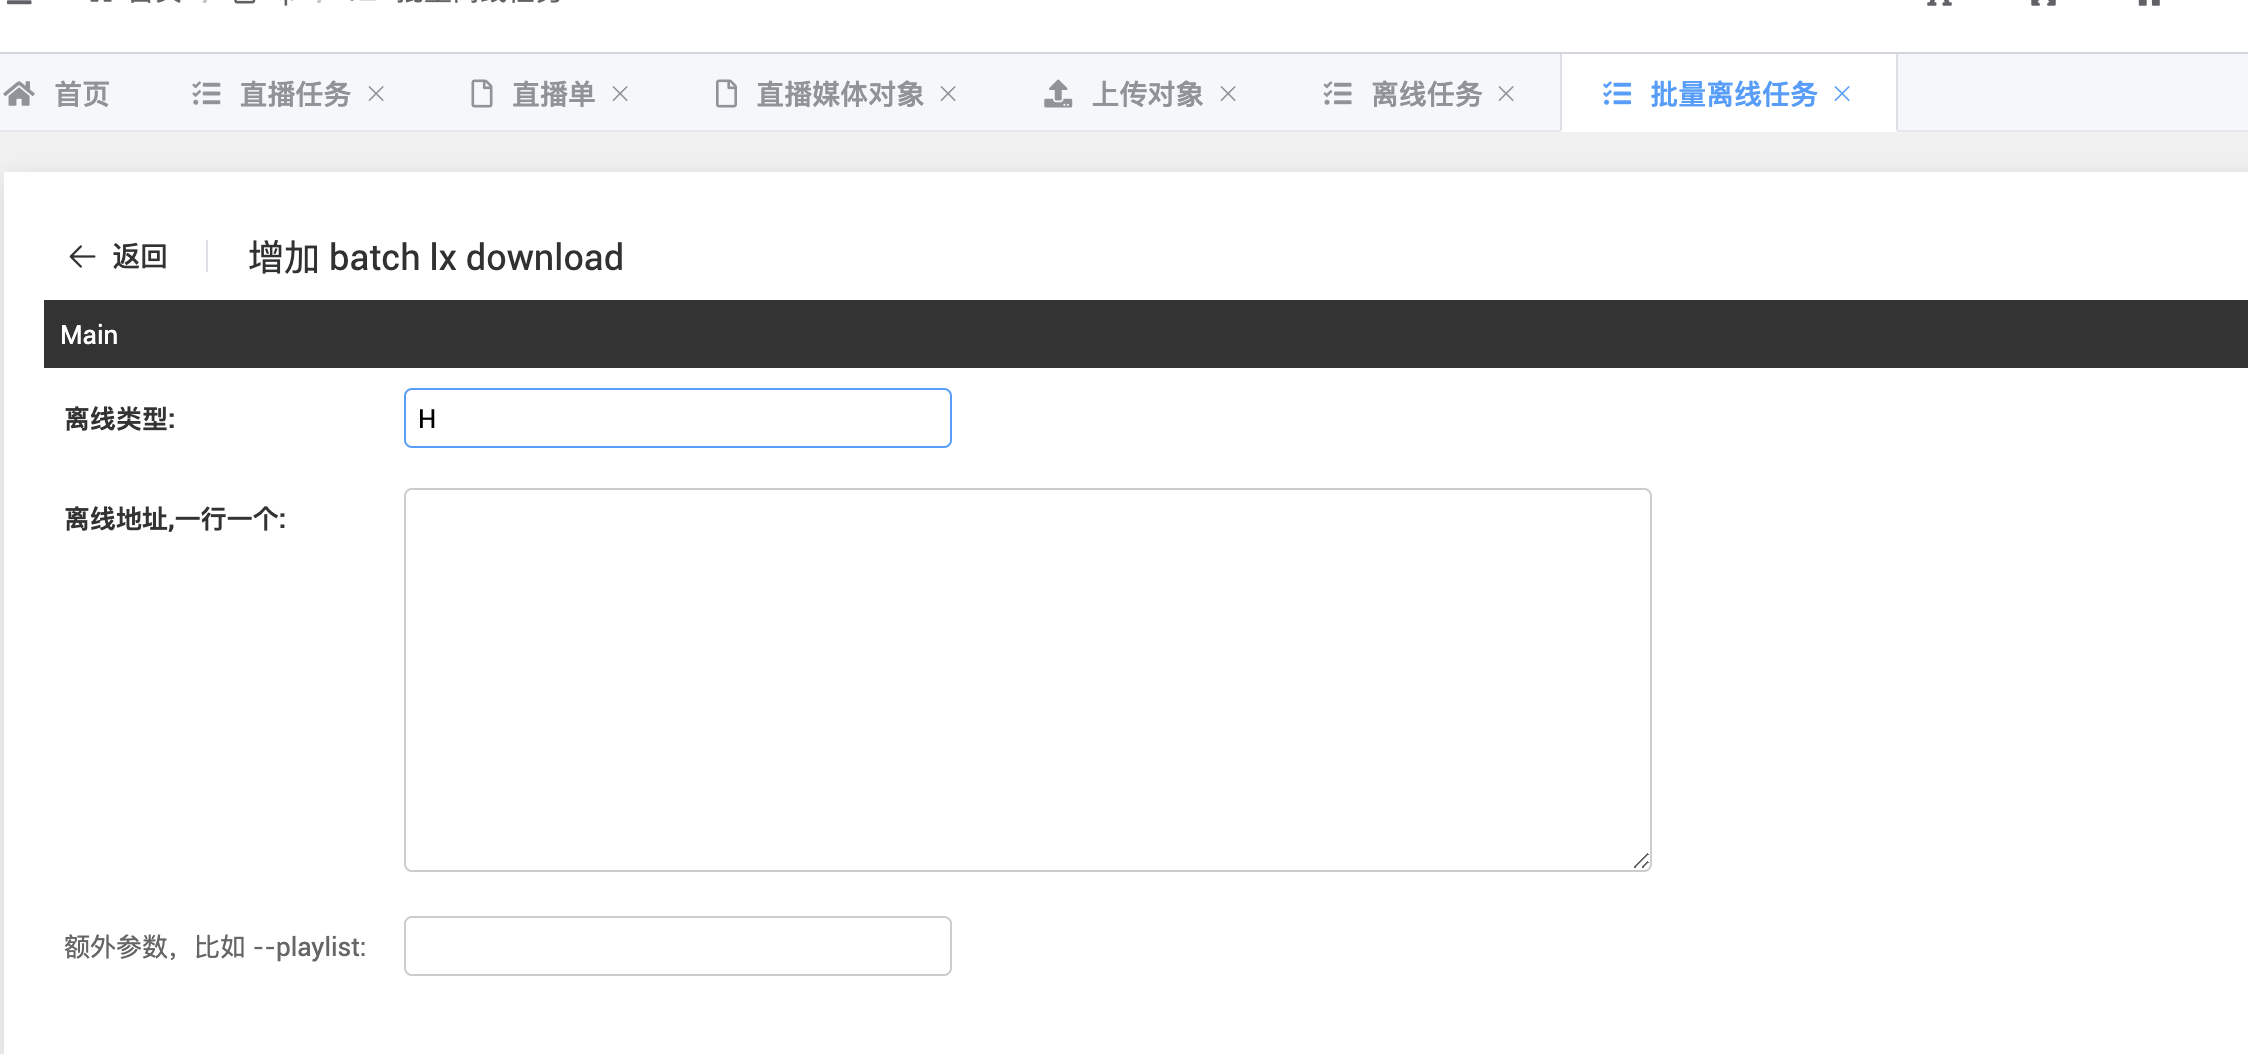 首页 直播任务 直播单 直播媒体对象 上传对象 离线任务 批量离线任务
返回 增加 batch lx download
Main
离线类型: H
离线地址,一行一个:
额外参数，比如 --playlist: